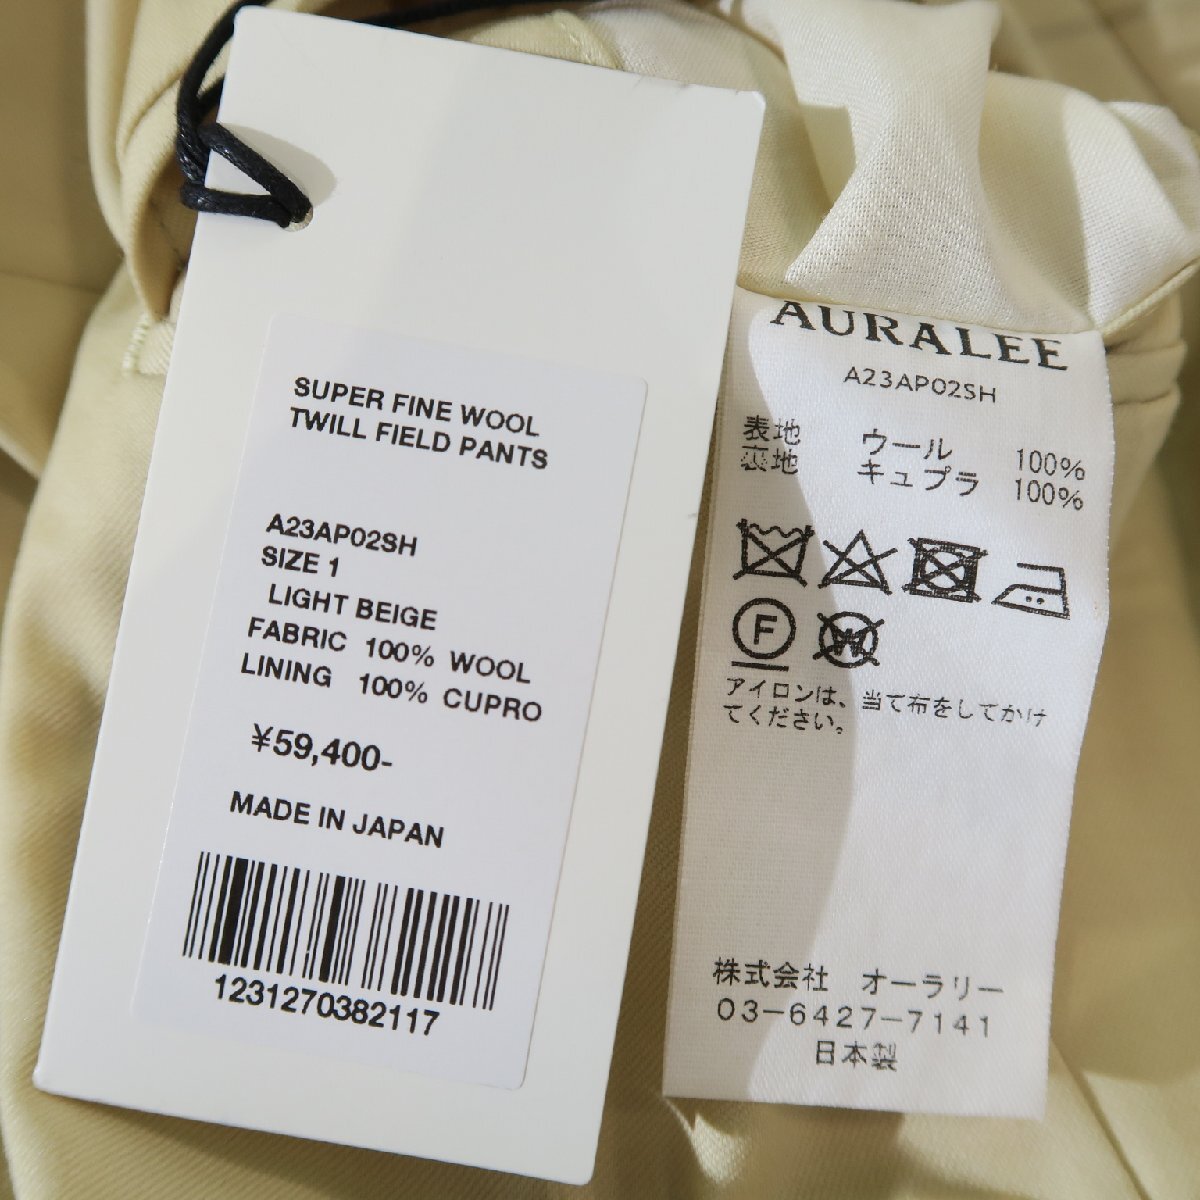 SUPER FINE WOOL
TWILL FIELD PANTS
A23AP02SH
SIZE 1
LIGHT BEIGE
FABRIC 100% WOOL
LINING 100% CUPRO
¥59,400-
MADE IN JAPAN
1231270382117
AURALEE
A23AP02SH
表地 ウール 100%
裏地 キュプラ 100%
F
W
アイロンは、当て布をしてかけ
てください。
株式会社 オーラリー
03-6427-7141
日本製